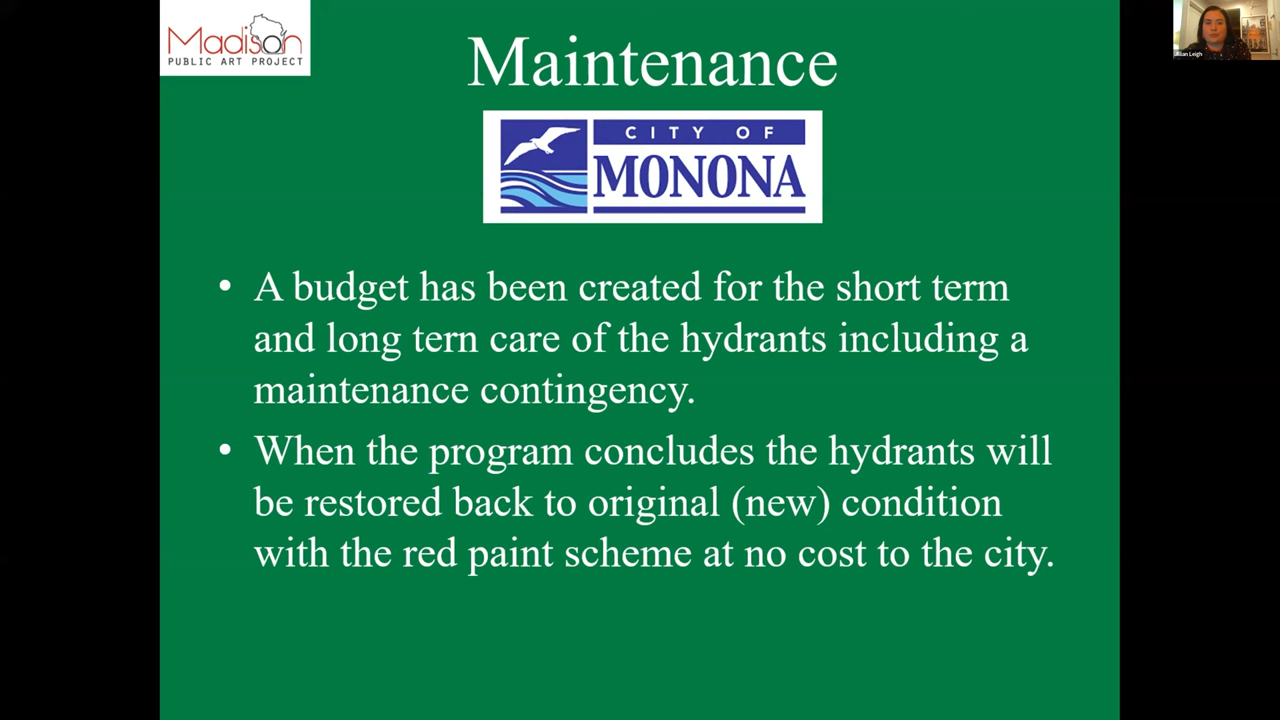 Madison
PUBLIC ART PROJECT
Maintenance
CITY OF
MONONA
• A budget has been created for the short term
and long tern care of the hydrants including a
maintenance contingency.
• When the program concludes the hydrants will
be restored back to original (new) condition
with the red paint scheme at no cost to the city.
Leigh